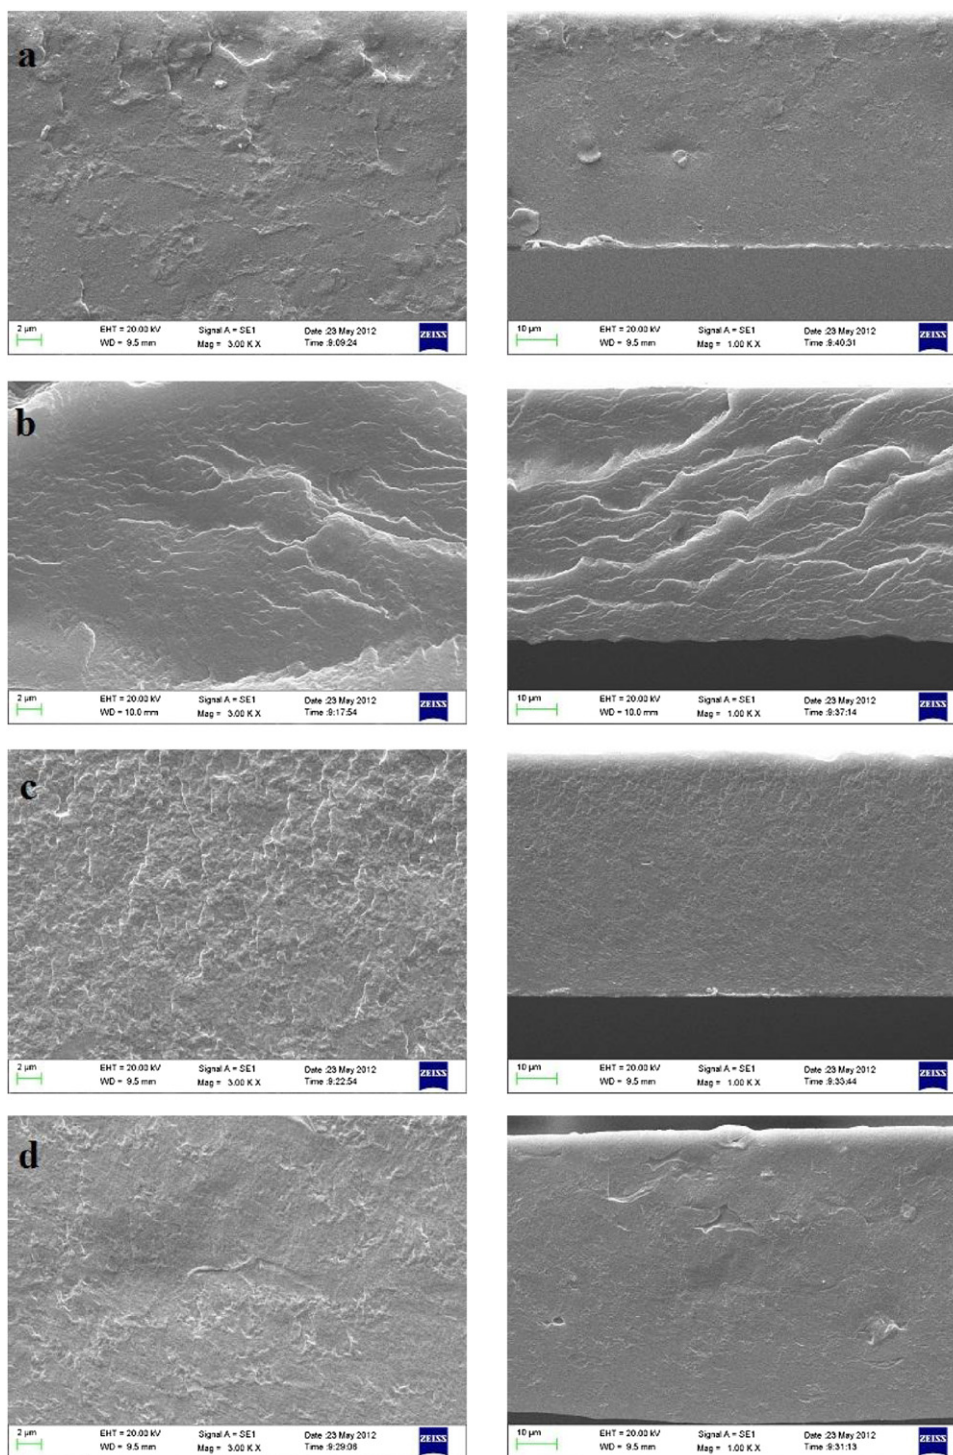 a
2 µm EHT = 20.00 kV Signal A = SE1 Date :23 May 2012 ZEISS
WD = 9.5 mm Mag = 3.00 K X Time :9:09:24
10 µm EHT = 20.00 kV Signal A = SE1 Date :23 May 2012 ZEISS
WD = 9.5 mm Mag = 1.00 K X Time :9:40:31
b
2 µm EHT = 20.00 kV Signal A = SE1 Date :23 May 2012 ZEISS
WD = 10.0 mm Mag = 3.00 K X Time :9:17:54
10 µm EHT = 20.00 kV Signal A = SE1 Date :23 May 2012 ZEISS
WD = 10.0 mm Mag = 1.00 K X Time :9:37:14
c
2 µm EHT = 20.00 kV Signal A = SE1 Date :23 May 2012 ZEISS
WD = 9.5 mm Mag = 3.00 K X Time :9:22:54
10 µm EHT = 20.00 kV Signal A = SE1 Date :23 May 2012 ZEISS
WD = 9.5 mm Mag = 1.00 K X Time :9:33:44
d
2 µm EHT = 20.00 kV Signal A = SE1 Date :23 May 2012 ZEISS
WD = 9.5 mm Mag = 3.00 K X Time :9:29:06
10 µm EHT = 20.00 kV Signal A = SE1 Date :23 May 2012 ZEISS
WD = 9.5 mm Mag = 1.00 K X Time :9:31:13